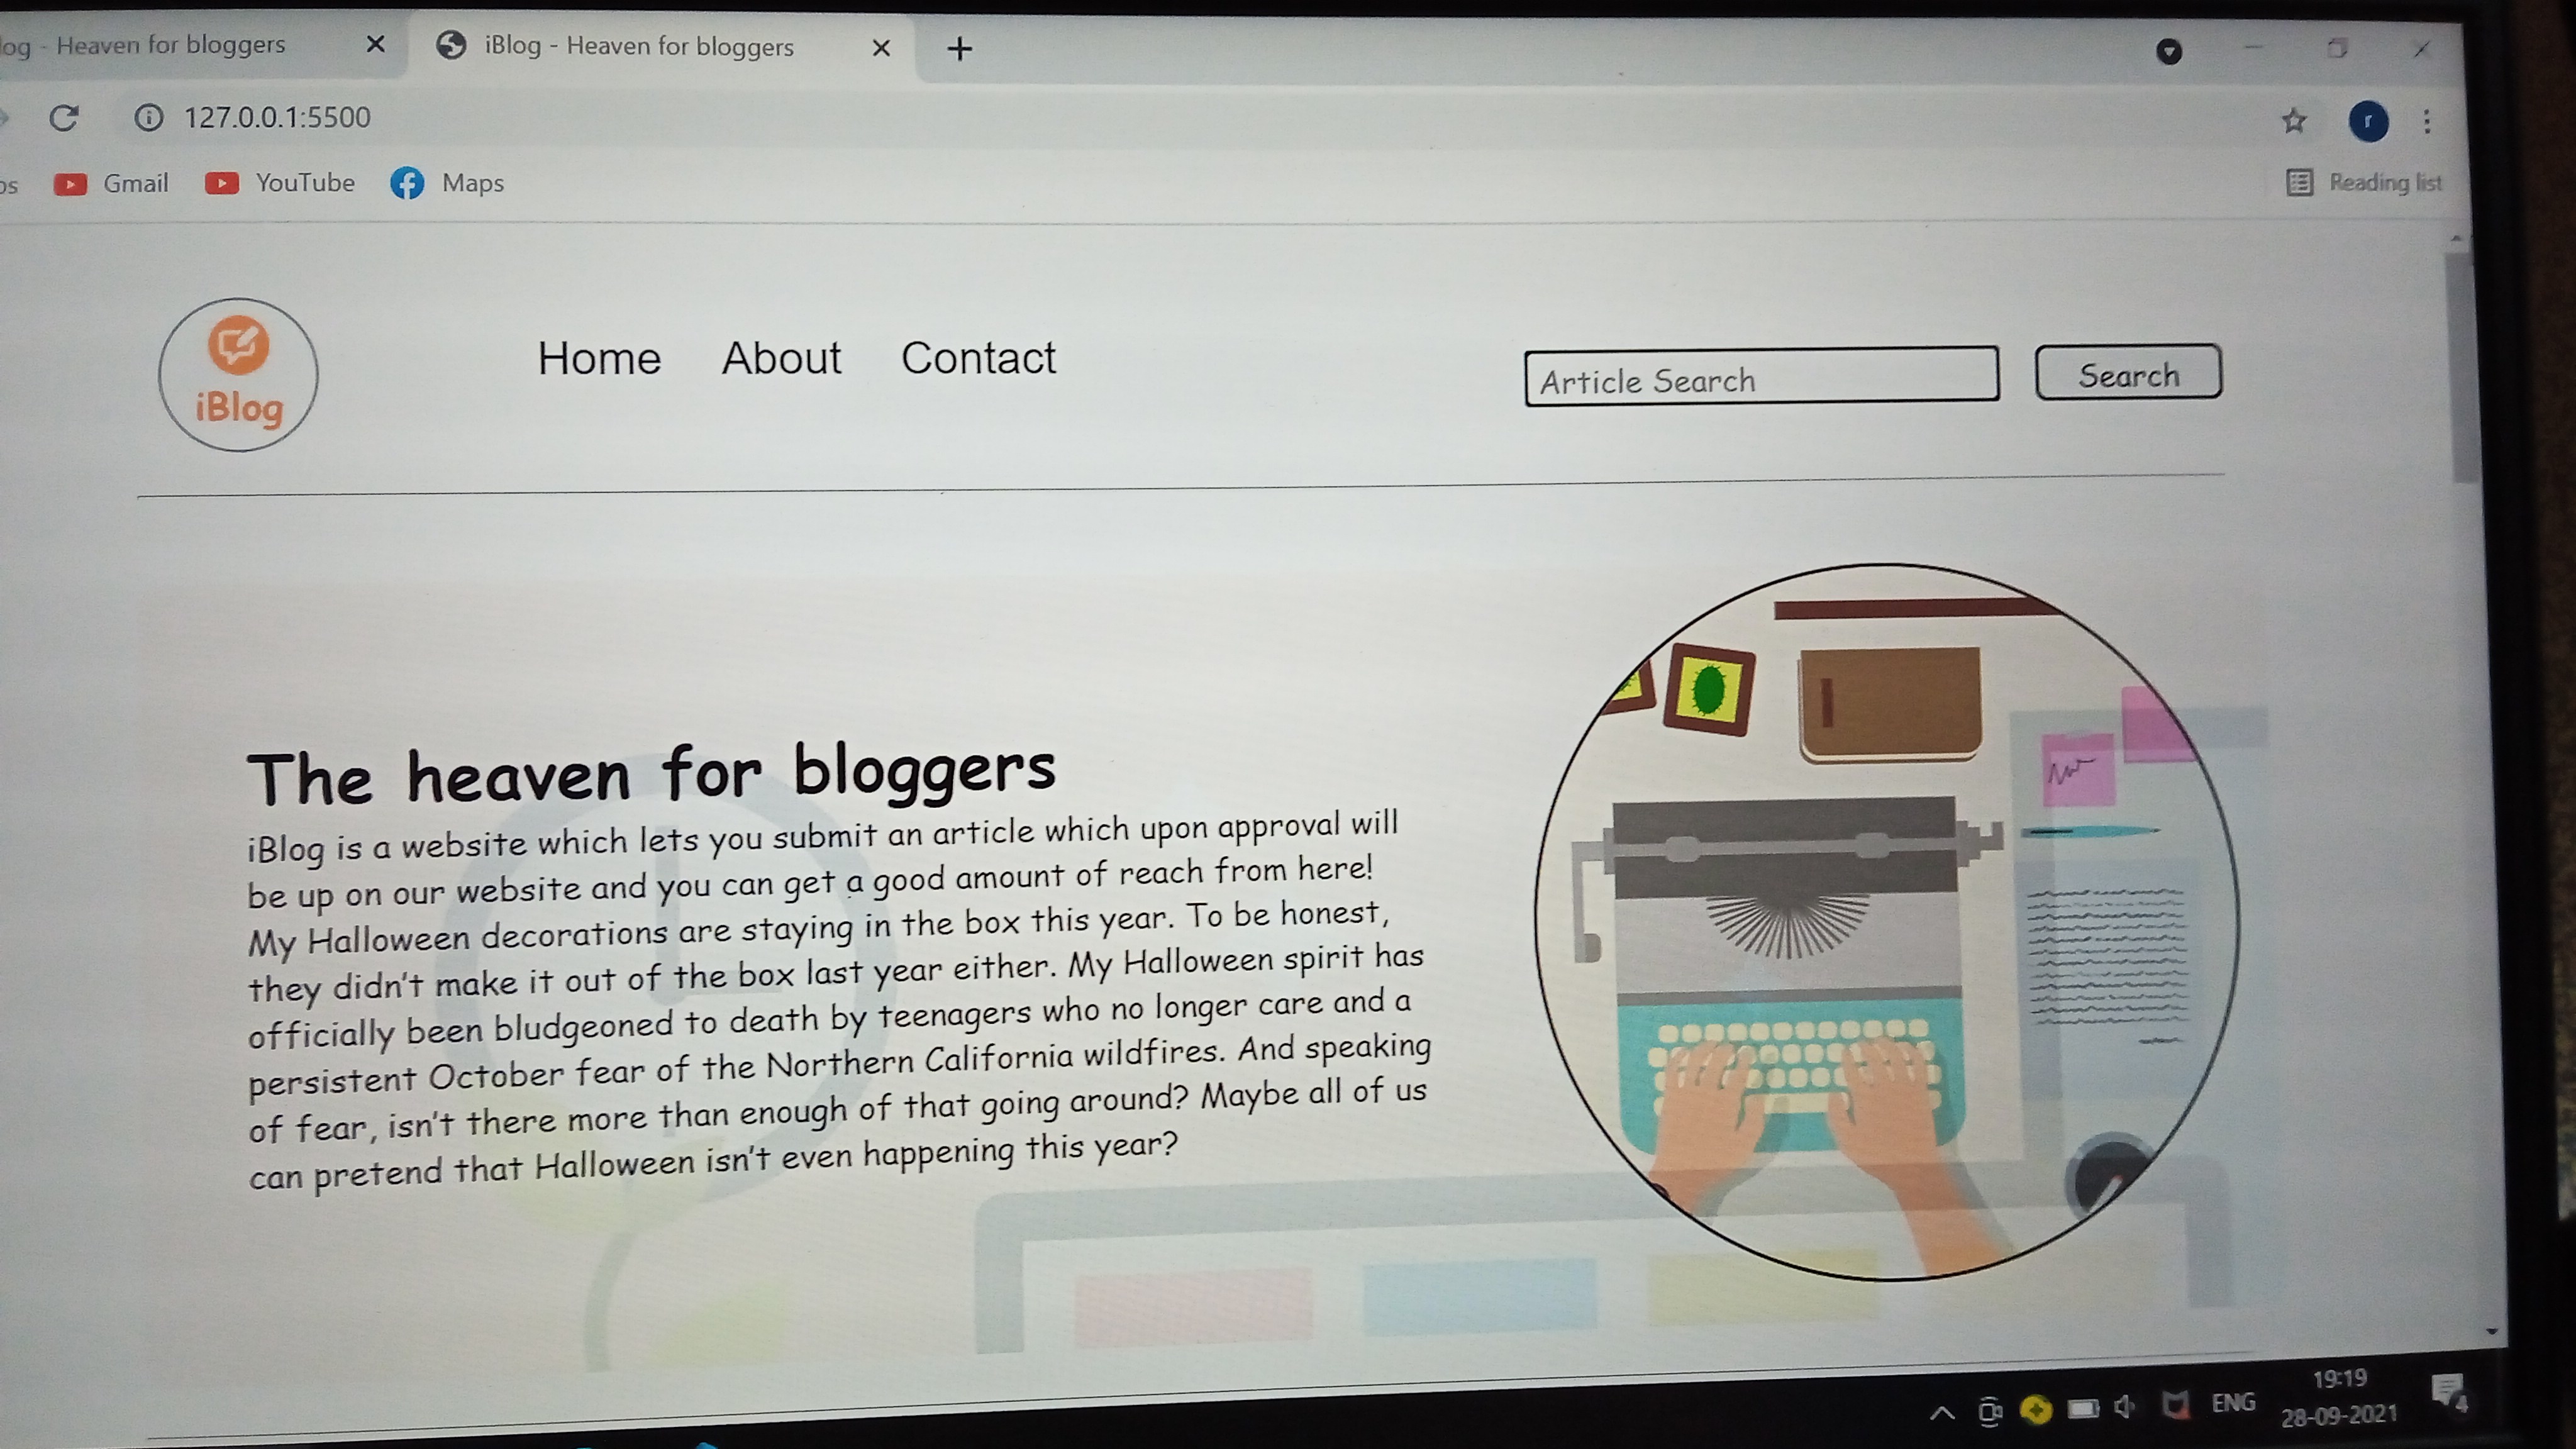 og - Heaven for bloggers
iBlog - Heaven for bloggers
127.0.0.1:5500
Gmail
YouTube
Maps
Reading list
r
iBlog
Home
About
Contact
Article Search
Search
The heaven for bloggers
iBlog is a website which lets you submit an article which upon approval will
be up on our website and you can get a good amount of reach from here!
My Halloween decorations are staying in the box this year. To be honest,
they didn't make it out of the box last year either. My Halloween spirit has
officially been bludgeoned to death by teenagers who no longer care and a
persistent October fear of the Northern California wildfires. And speaking
of fear, isn't there more than enough of that going around? Maybe all of us
can pretend that Halloween isn't even happening this year?
ENG
19:19
28-09-2021
4